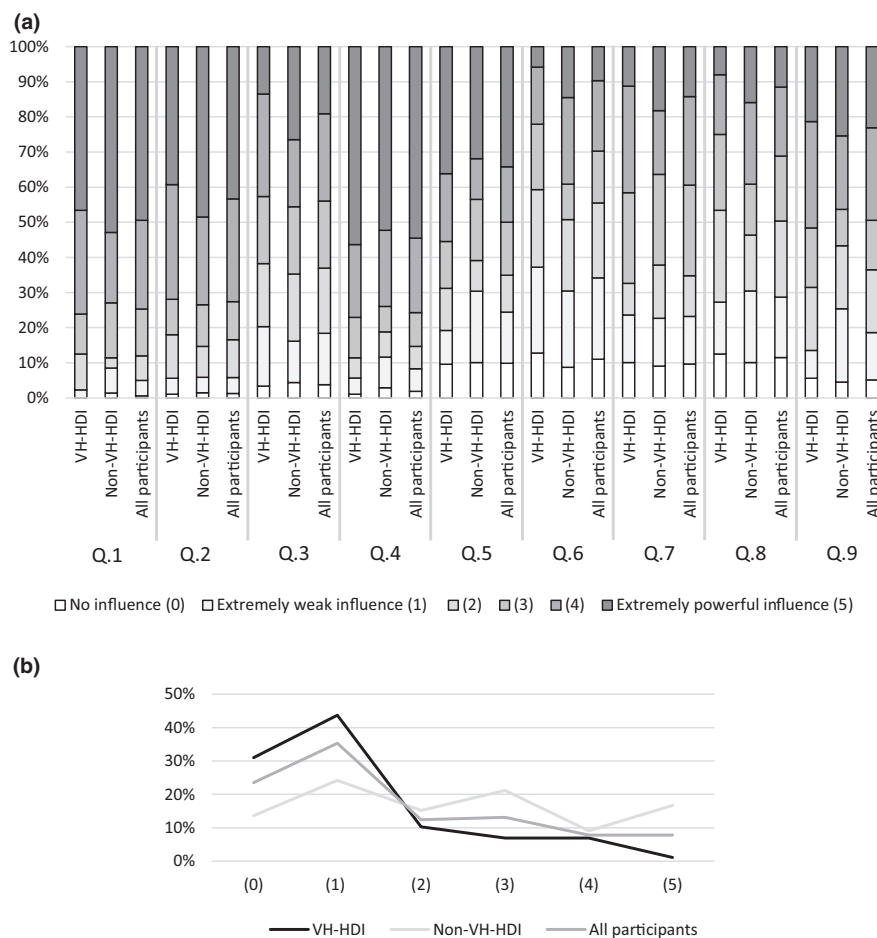 (a)
100%
90%
80%
70%
60%
50%
40%
30%
20%
10%
0%
VH-HDI
Non-VH-HDI
All participants
VH-HDI
Non-VH-HDI
All participants
VH-HDI
Non-VH-HDI
All participants
VH-HDI
Non-VH-HDI
All participants
VH-HDI
Non-VH-HDI
All participants
VH-HDI
Non-VH-HDI
All participants
VH-HDI
Non-VH-HDI
All participants
VH-HDI
Non-VH-HDI
All participants
VH-HDI
Non-VH-HDI
All participants
Q.1 Q.2 Q.3 Q.4 Q.5 Q.6 Q.7 Q.8 Q.9
No influence (0) Extremely weak influence (1) (2) (3) (4) Extremely powerful influence (5)
(b)
50%
40%
30%
20%
10%
0%
(0) (1) (2) (3) (4) (5)
VH-HDI Non-VH-HDI All participants